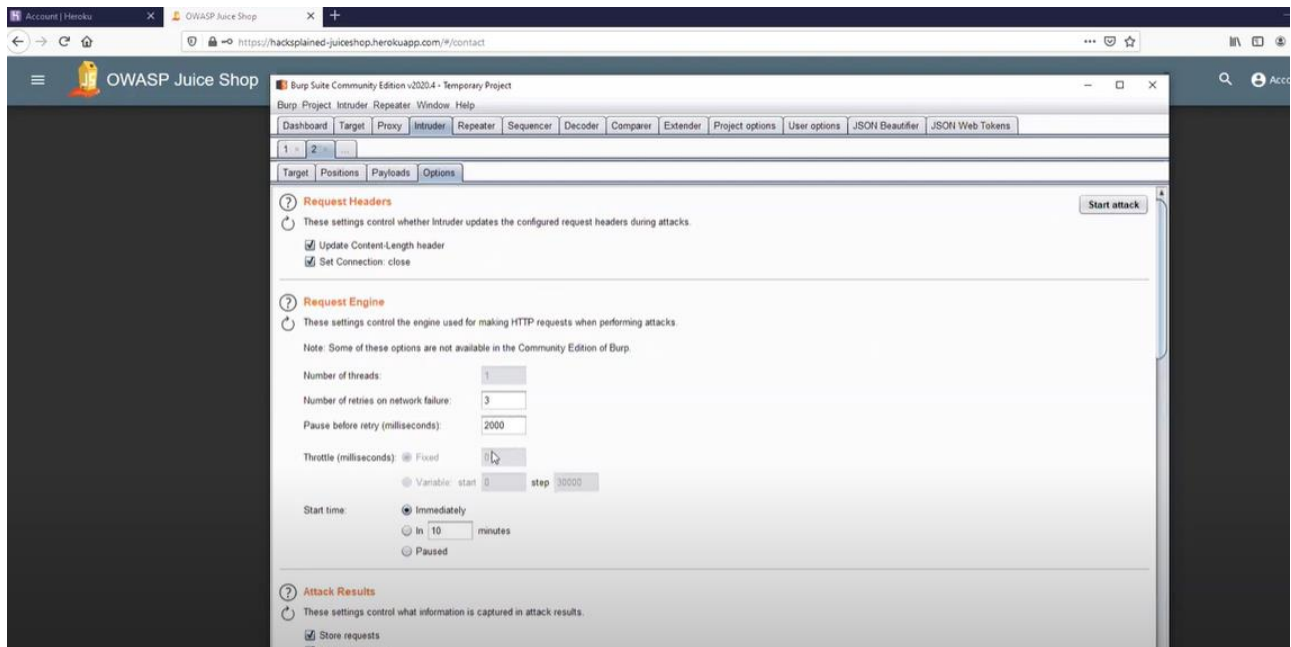 Account | Heroku
OWASP Juice Shop
https://hacksplained-juiceshop.herokuapp.com/#/contact
OWASP Juice Shop
Burp Suite Community Edition v2020.4 - Temporary Project
Burp Project Intruder Repeater Window Help
Dashboard Target Proxy Intruder Repeater Sequencer Decoder Comparer Extender Project options User options JSON Beautifier JSON Web Tokens
1 2 ...
Target Positions Payloads Options
Request Headers
Start attack
These settings control whether Intruder updates the configured request headers during attacks.
Update Content-Length header
Set Connection: close
Request Engine
These settings control the engine used for making HTTP requests when performing attacks.
Note: Some of these options are not available in the Community Edition of Burp.
Number of threads: 1
Number of retries on network failure: 3
Pause before retry (milliseconds): 2000
Throttle (milliseconds): Fixed 0
Variable: start 0 step 30000
Start time: Immediately
In 10 minutes
Paused
Attack Results
These settings control what information is captured in attack results.
Store requests